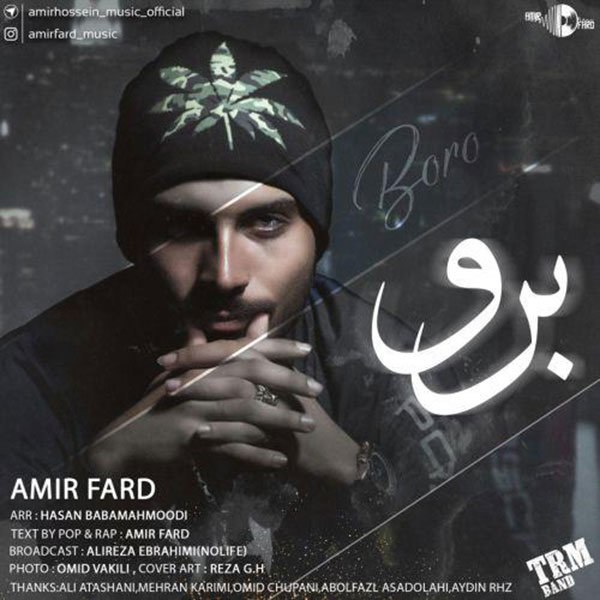 amirhossein_music_official
amirfard_music
AMIR
FARD
Boro
برو
AMIR FARD
ARR : HASAN BABAMAHMOODI
TEXT BY POP & RAP : AMIR FARD
BROADCAST : ALIREZA EBRAHIMI(NOLIFE)
PHOTO : OMID VAKILI , COVER ART : REZA G.H
THANKS:ALI ATASHANI,MEHRAN KARIMI,OMID CHUPANI,ABOLFAZL ASADOLAHI,AYDIN RHZ
TRM
BAND